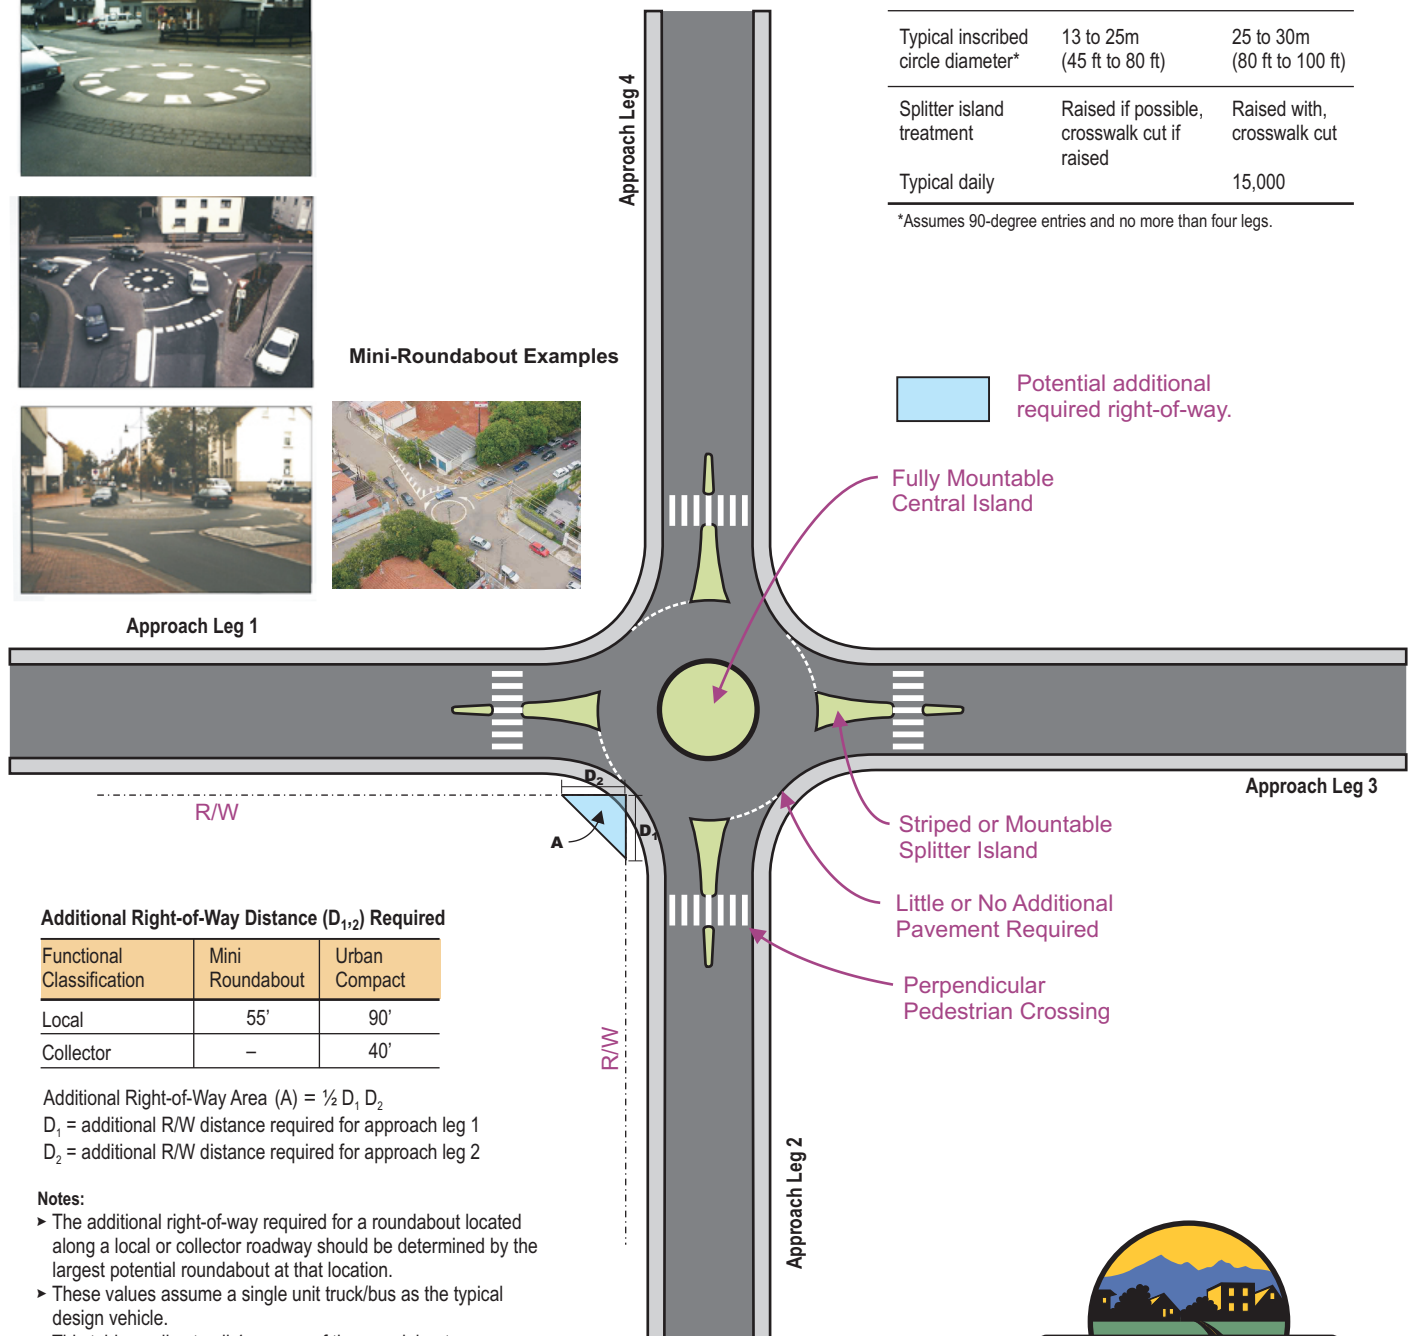 Typical inscribed 13 to 25m 25 to 30m
circle diameter* (45 ft to 80 ft) (80 ft to 100 ft)
Splitter island Raised if possible, Raised with,
treatment crosswalk cut if crosswalk cut
raised
Typical daily 15,000
*Assumes 90-degree entries and no more than four legs.
Approach Leg 4
Mini-Roundabout Examples
Potential additional
required right-of-way.
Fully Mountable
Central Island
Approach Leg 1
Approach Leg 3
D₂
R/W
A
D₁
Striped or Mountable
Splitter Island
Little or No Additional
Pavement Required
Perpendicular
Pedestrian Crossing
R/W
Approach Leg 2
Additional Right-of-Way Distance (D₁,₂) Required
Functional Mini Urban
Classification Roundabout Compact
Local 55’ 90’
Collector – 40’
Additional Right-of-Way Area (A) = ½ D₁ D₂
D₁ = additional R/W distance required for approach leg 1
D₂ = additional R/W distance required for approach leg 2
Notes:
➤ The additional right-of-way required for a roundabout located
along a local or collector roadway should be determined by the
largest potential roundabout at that location.
➤ These values assume a single unit truck/bus as the typical
design vehicle.